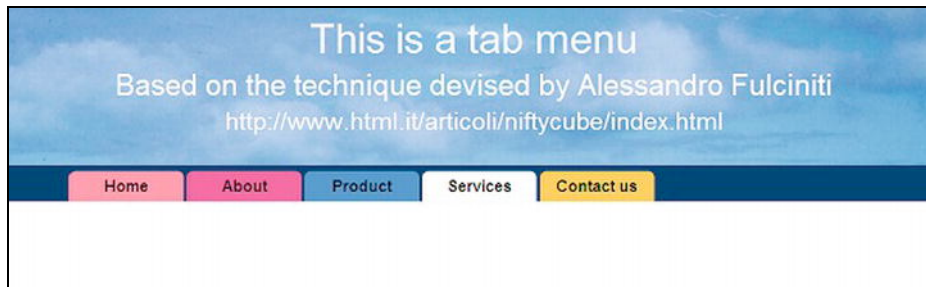 This is a tab menu
Based on the technique devised by Alessandro Fulciniti
http://www.html.it/articoli/niftycube/index.html
Home About Product Services Contact us